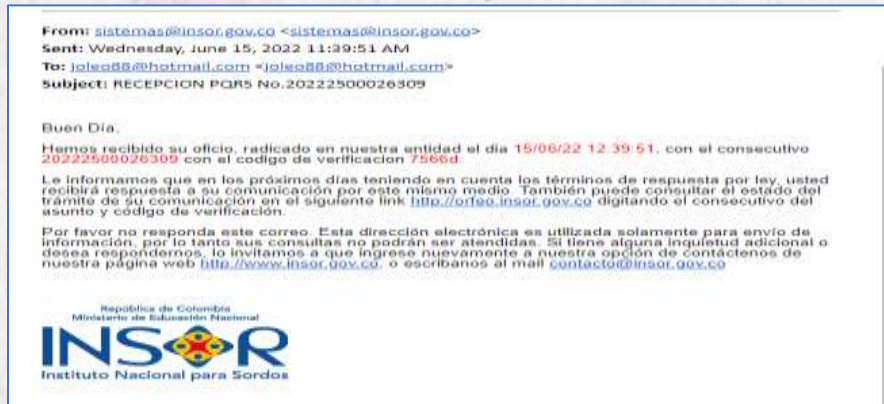 From: sistemas@insor.gov.co <sistemas@insor.gov.co>
Sent: Wednesday, June 15, 2022 11:39:51 AM
To: joleo88@hotmail.com <joleo88@hotmail.com>
Subject: RECEPCION PQRS No.20222500026309
Buen Dia,
Hemos recibido su oficio, radicado en nuestra entidad el dia 15/06/22 12.39.51, con el consecutivo
20222500026309 con el codigo de verificacion 7566d.
Le informamos que en los próximos días teniendo en cuenta los términos de respuesta por ley, usted
recibirá respuesta a su comunicación por este mismo medio. También puede consultar el estado del
trámite de su comunicación en el siguiente link http://orfeo.insor.gov.co digitando el consecutivo del
asunto y código de verificación.
Por favor no responda este correo. Esta dirección electrónica es utilizada solamente para envío de
información, por lo tanto sus consultas no podrán ser atendidas. Si tiene alguna inquietud adicional o
desea respondernos, lo invitamos a que ingrese nuevamente a nuestra opción de contáctenos de
nuestra página web http://www.insor.gov.co, o escribanos al mail contacto@insor.gov.co
República de Colombia
Ministerio de Educación Nacional
INSOR
Instituto Nacional para Sordos